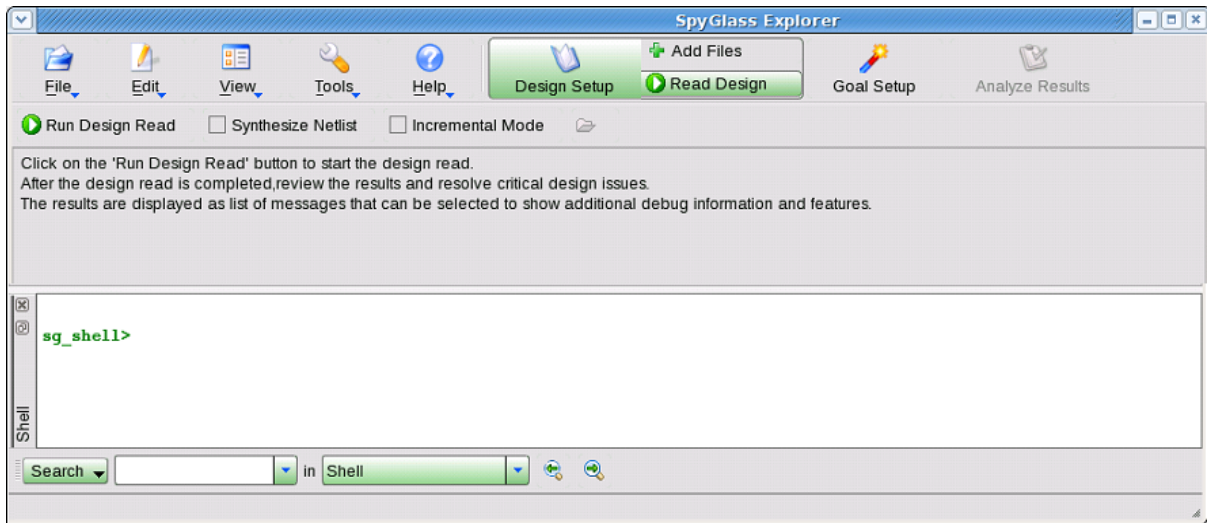 SpyGlass Explorer
File Edit View Tools Help Design Setup Add Files Read Design Goal Setup Analyze Results
Run Design Read Synthesize Netlist Incremental Mode
Click on the 'Run Design Read' button to start the design read.
After the design read is completed,review the results and resolve critical design issues.
The results are displayed as list of messages that can be selected to show additional debug information and features.
sg_shell>
Shell
Search in Shell